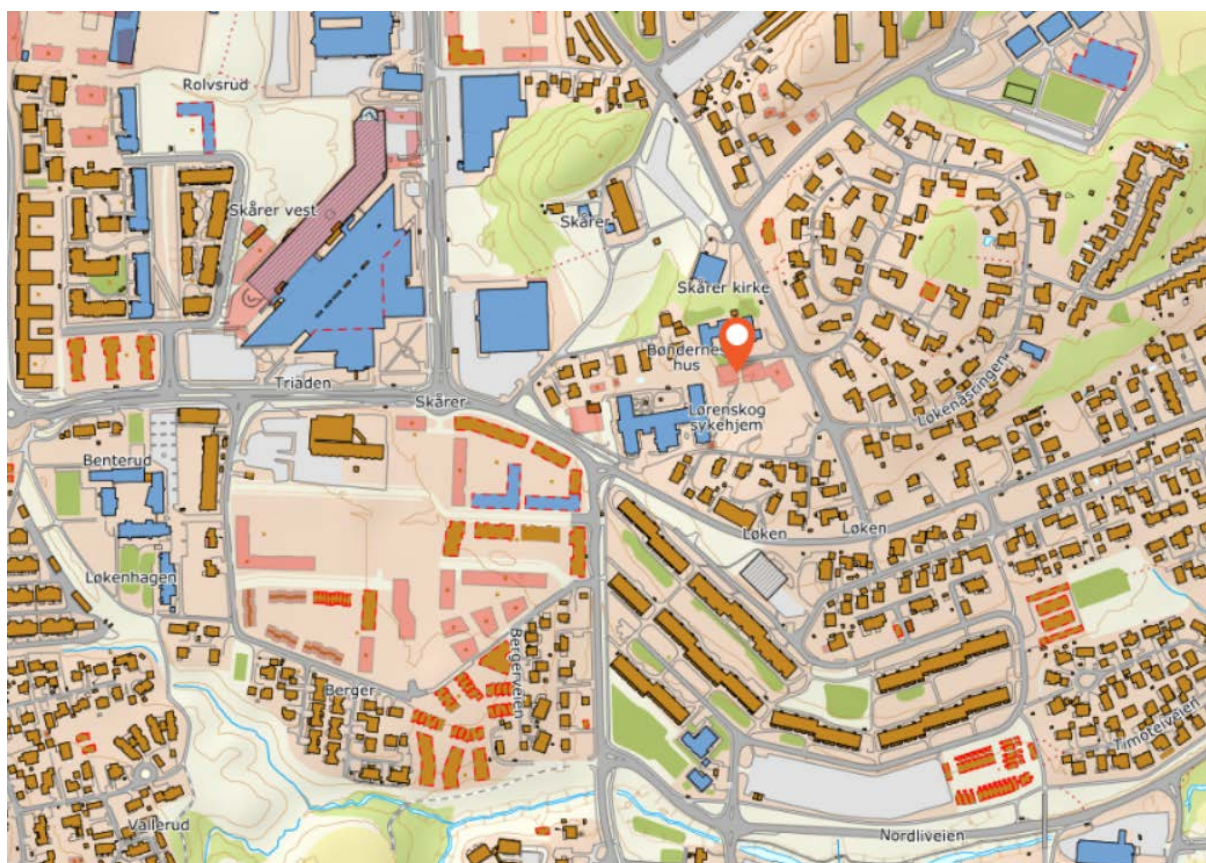 Rolvsrud
Skårer vest
Skårer
Skårer kirke
Bøndernes
hus
Triaden
Skårer
Lørenskog
sykehjem
Løkenåsringen
Benterud
Løken
Løken
Løkenhagen
Bergerveien
Berger
Timoteiveien
Vallerud
Nordliveien